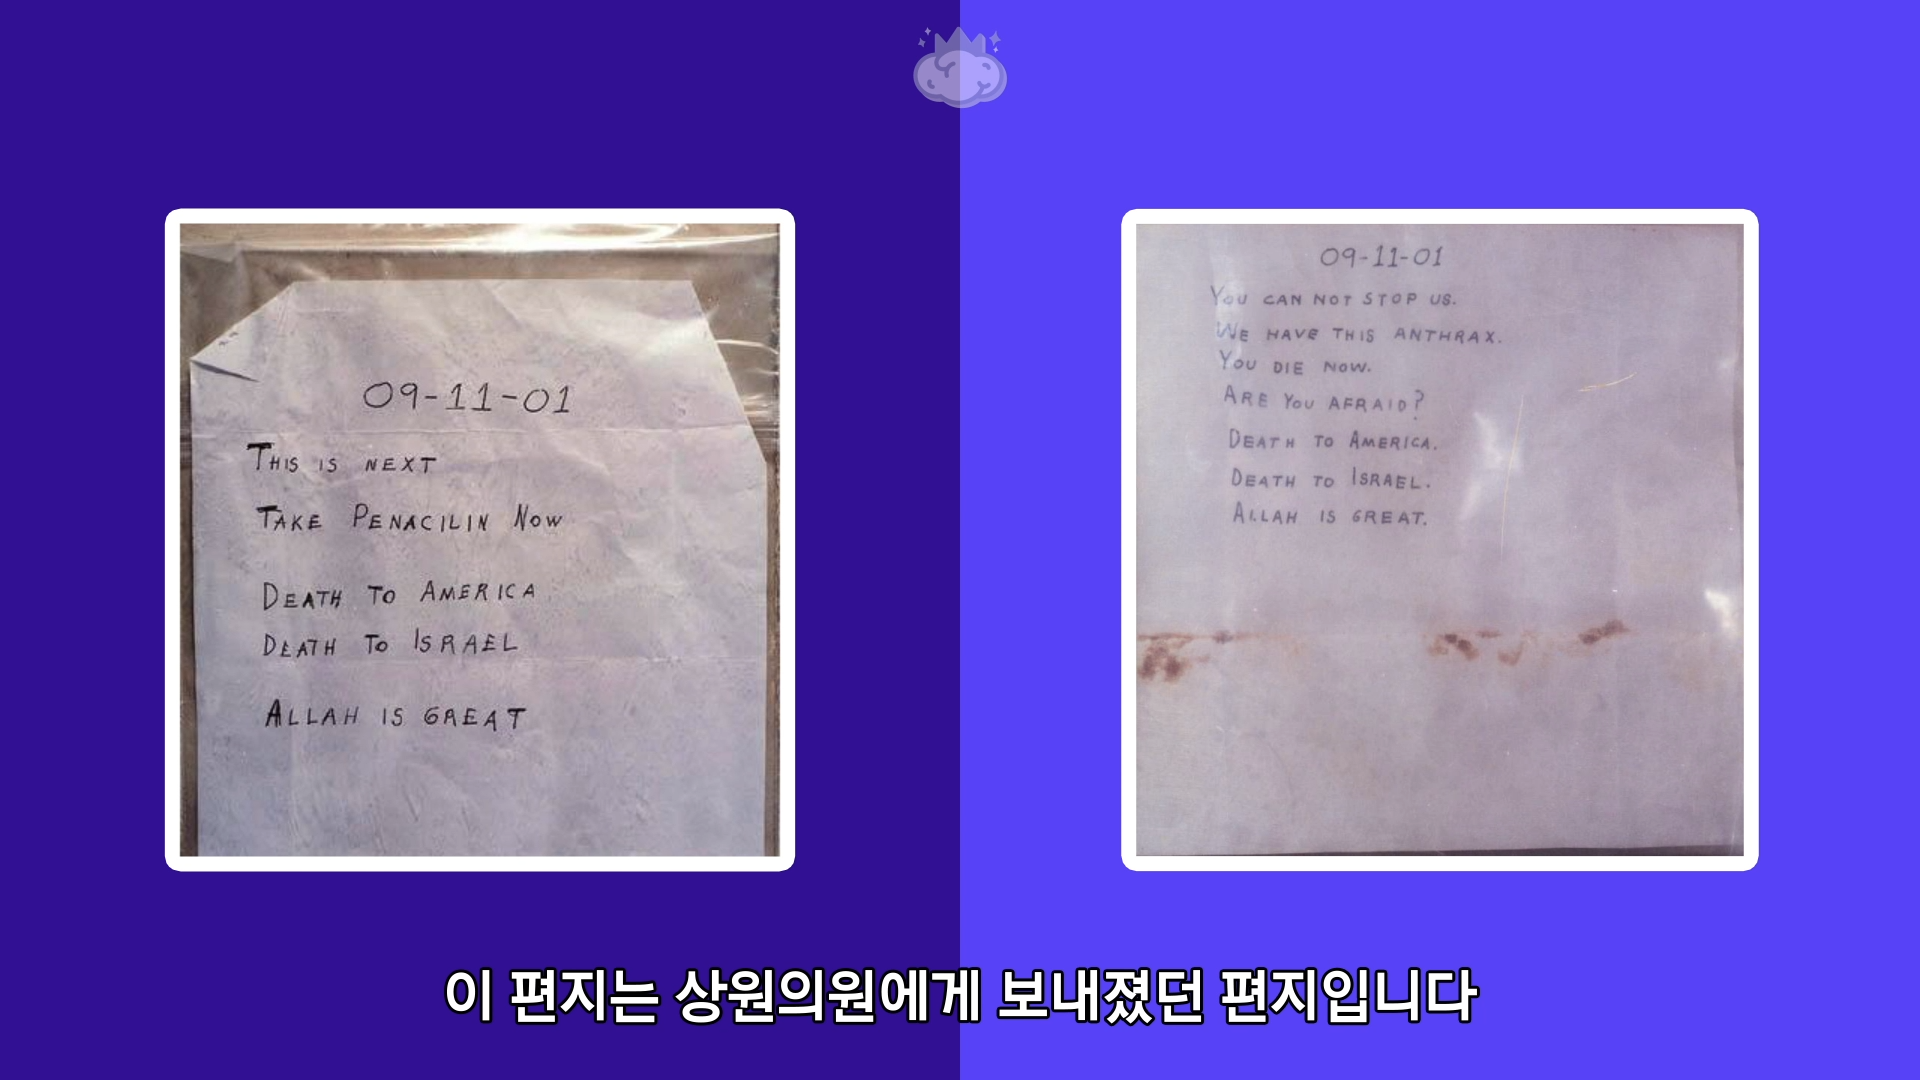 09-11-01
THIS IS NEXT
TAKE PENACILIN NOW
DEATH TO AMERICA
DEATH TO ISRAEL
ALLAH IS GREAT
09-11-01
YOU CAN NOT STOP US.
WE HAVE THIS ANTHRAX.
YOU DIE NOW.
ARE YOU AFRAID?
DEATH TO AMERICA.
DEATH TO ISRAEL.
ALLAH IS GREAT.
이 편지는 상원의원에게 보내졌던 편지입니다